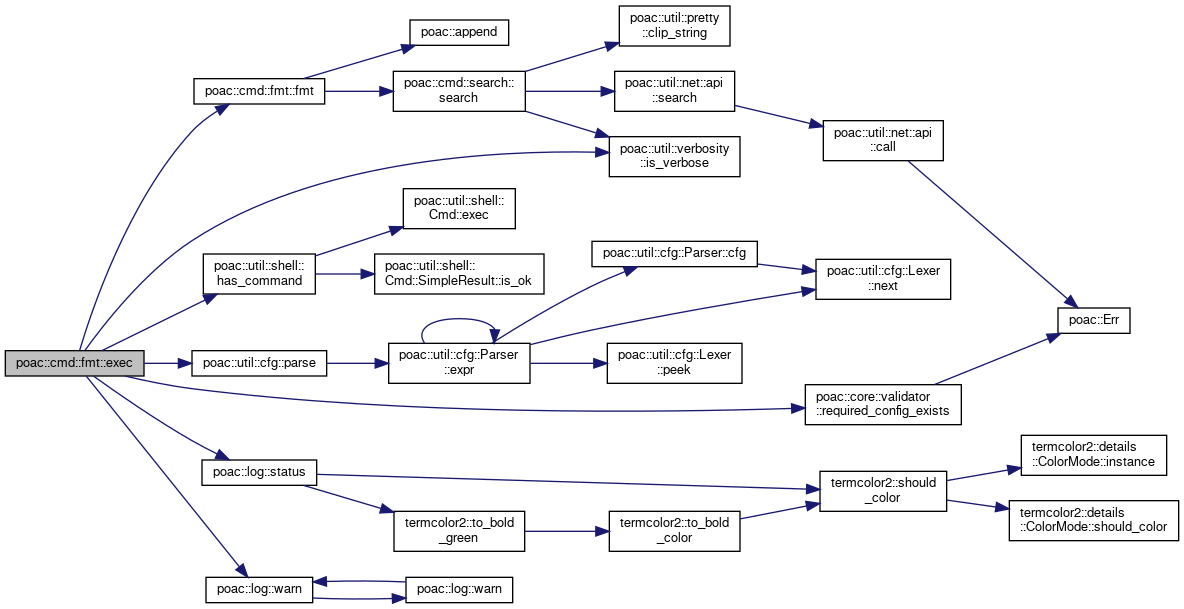 poac::util::pretty
::clip_string
poac::append
poac::cmd::fmt::fmt
poac::cmd::search::
search
poac::util::net::api
::search
poac::util::net::api
::call
poac::util::verbosity
::is_verbose
poac::util::shell::
Cmd::exec
poac::util::shell::
has_command
poac::util::shell::
Cmd::SimpleResult::is_ok
poac::util::cfg::Parser::cfg
poac::util::cfg::Lexer
::next
poac::Err
poac::cmd::fmt::exec
poac::util::cfg::parse
poac::util::cfg::Parser
::expr
poac::util::cfg::Lexer
::peek
poac::core::validator
::required_config_exists
poac::log::status
termcolor2::should
_color
termcolor2::details
::ColorMode::instance
termcolor2::to_bold
_green
termcolor2::to_bold
_color
termcolor2::details
::ColorMode::should_color
poac::log::warn
poac::log::warn